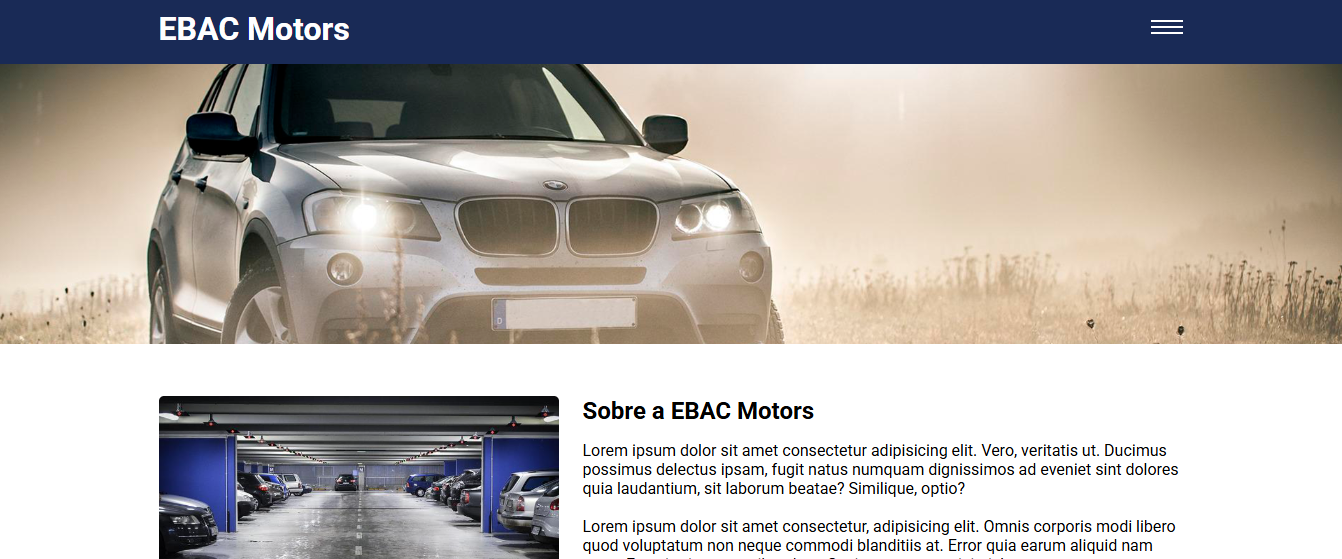 EBAC Motors
Sobre a EBAC Motors
Lorem ipsum dolor sit amet consectetur adipisicing elit. Vero, veritatis ut. Ducimus
possimus delectus ipsam, fugit natus numquam dignissimos ad eveniet sint dolores
quia laudantium, sit laborum beatae? Similique, optio?
Lorem ipsum dolor sit amet consectetur, adipisicing elit. Omnis corporis modi libero
quod voluptatum non neque commodi blanditiis at. Error quia earum aliquid nam